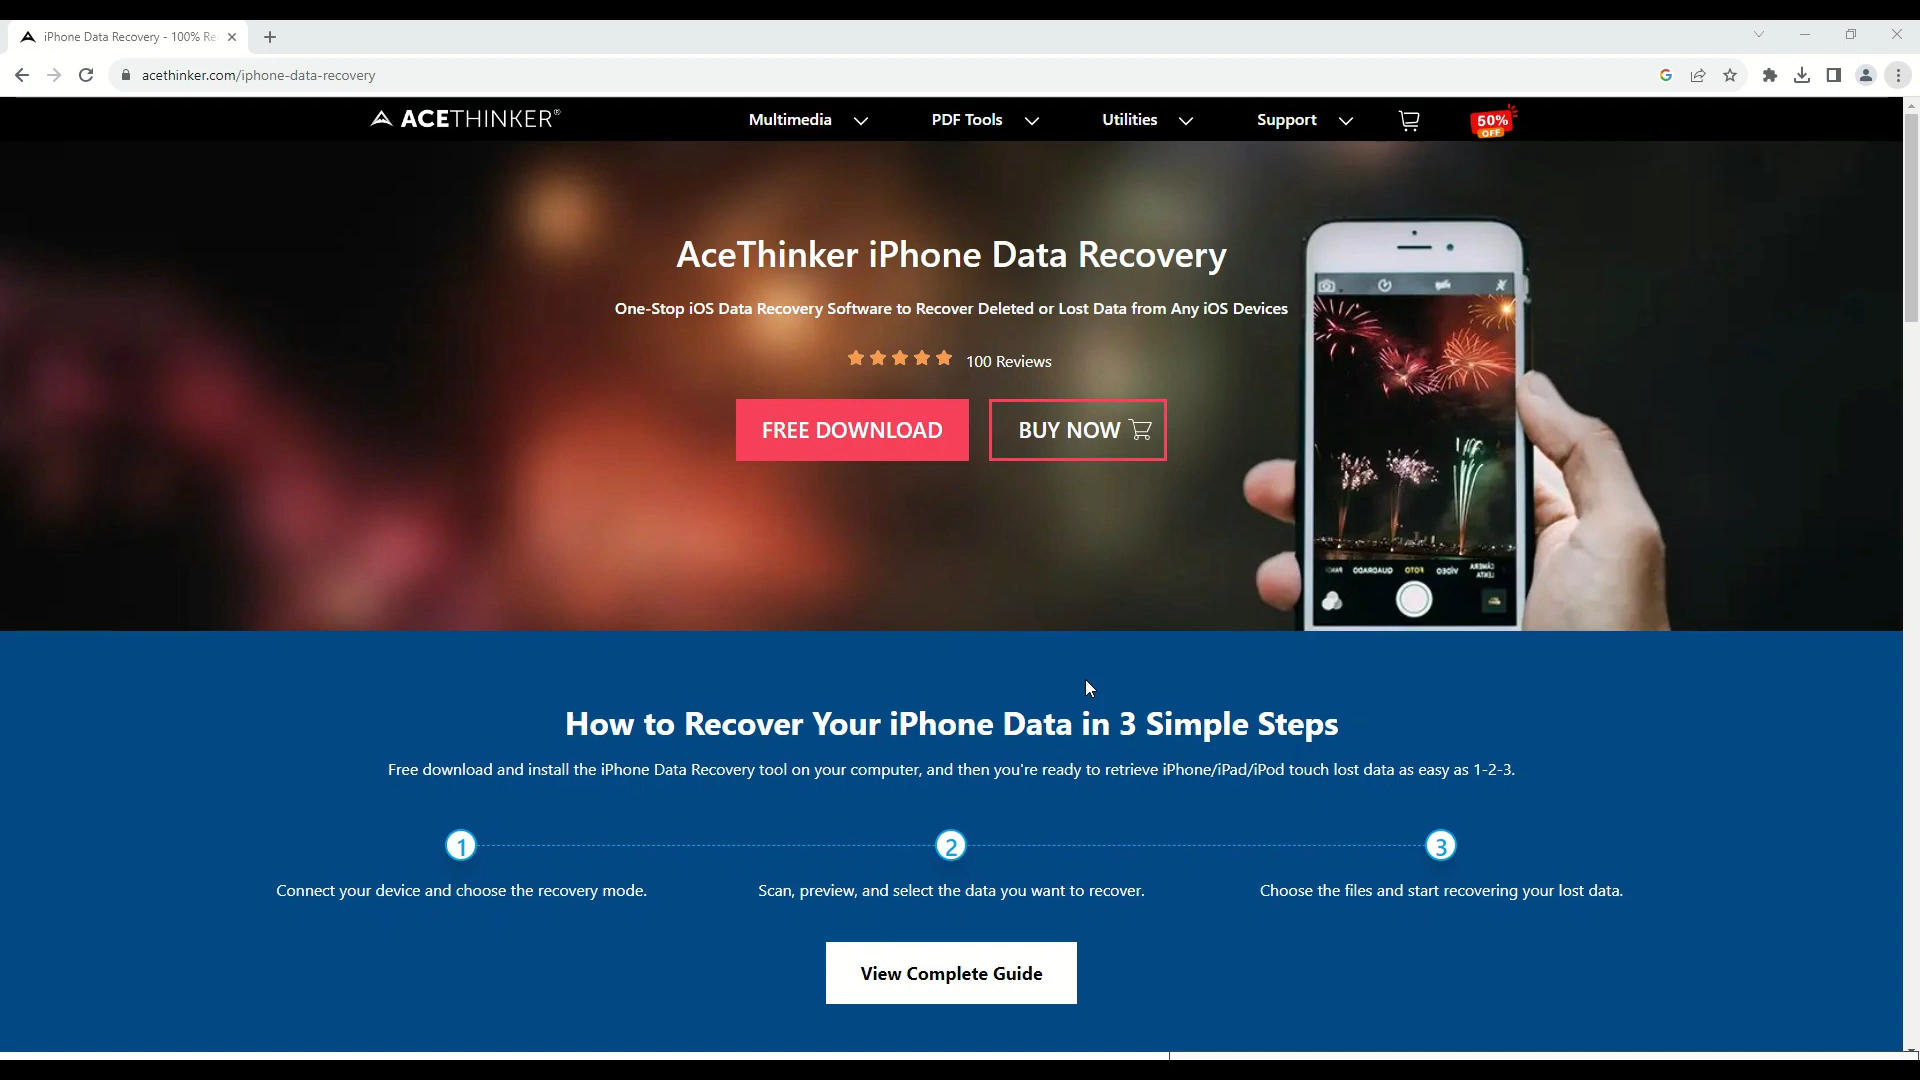 iPhone Data Recovery - 100% Re
acethinker.com/iphone-data-recovery
ACETHINKER®
Multimedia
PDF Tools
Utilities
Support
50%
OFF
AceThinker iPhone Data Recovery
One-Stop iOS Data Recovery Software to Recover Deleted or Lost Data from Any iOS Devices
100 Reviews
FREE DOWNLOAD
BUY NOW
How to Recover Your iPhone Data in 3 Simple Steps
Free download and install the iPhone Data Recovery tool on your computer, and then you're ready to retrieve iPhone/iPad/iPod touch lost data as easy as 1-2-3.
1
2
3
Connect your device and choose the recovery mode.
Scan, preview, and select the data you want to recover.
Choose the files and start recovering your lost data.
View Complete Guide